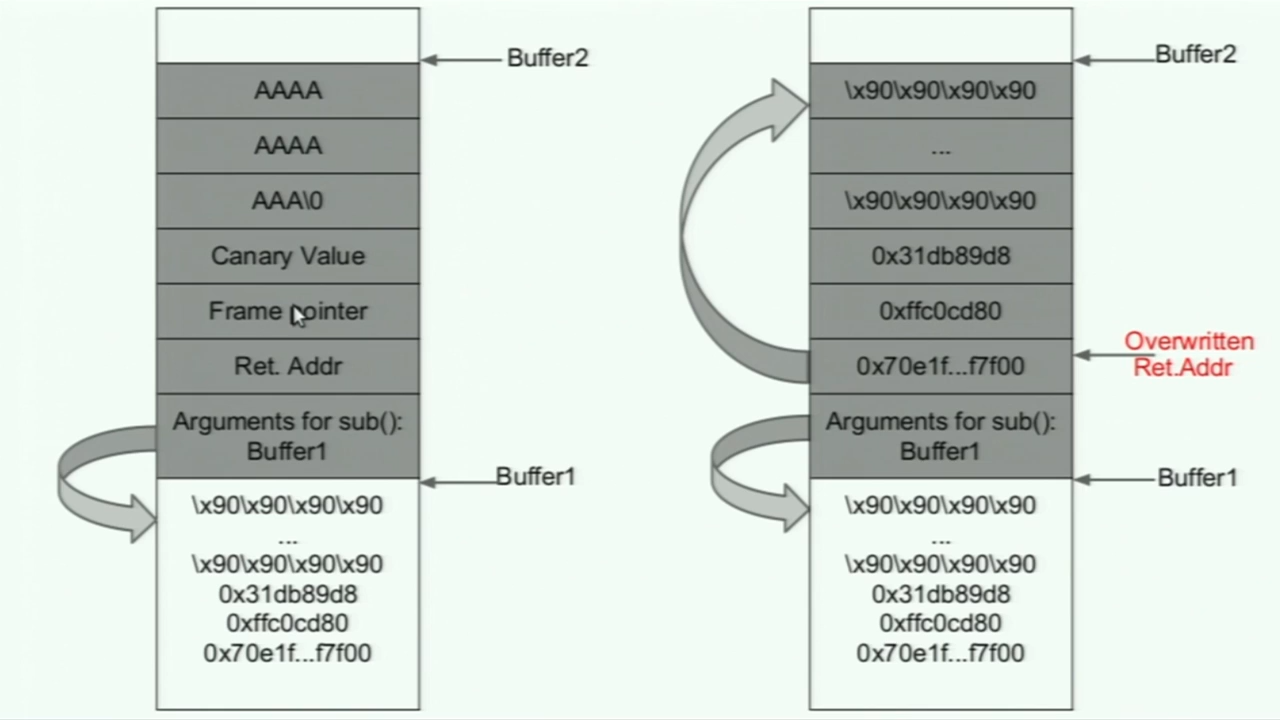 Buffer2
AAAA
AAAA
AAA\0
Canary Value
Frame pointer
Ret. Addr
Arguments for sub():
Buffer1
Buffer1
\x90\x90\x90\x90
...
\x90\x90\x90\x90
0x31db89d8
0xffc0cd80
0x70e1f...f7f00
Buffer2
\x90\x90\x90\x90
...
\x90\x90\x90\x90
0x31db89d8
0xffc0cd80
0x70e1f...f7f00
Overwritten
Ret.Addr
Arguments for sub():
Buffer1
Buffer1
\x90\x90\x90\x90
...
\x90\x90\x90\x90
0x31db89d8
0xffc0cd80
0x70e1f...f7f00